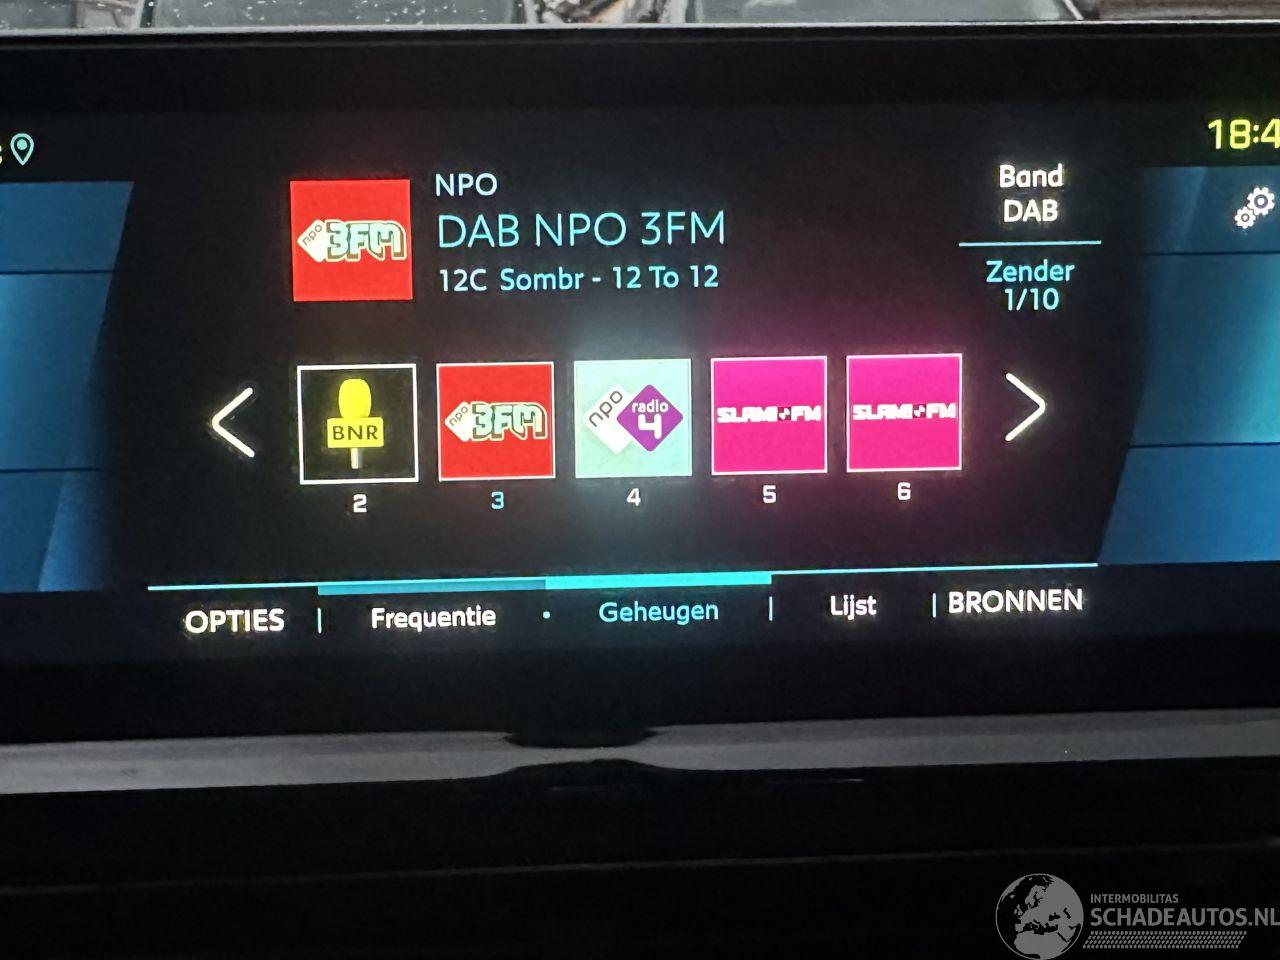 18:4
NPO
DAB NPO 3FM
12C Sombr - 12 To 12
Band
DAB
Zender
1/10
npo 3FM
BNR
npo 3FM
npo radio 4
SLAM! FM
SLAM! FM
2
3
4
5
6
OPTIES | Frequentie • Geheugen | Lijst | BRONNEN
INTERMOBILITAS
SCHADEAUTOS.NL